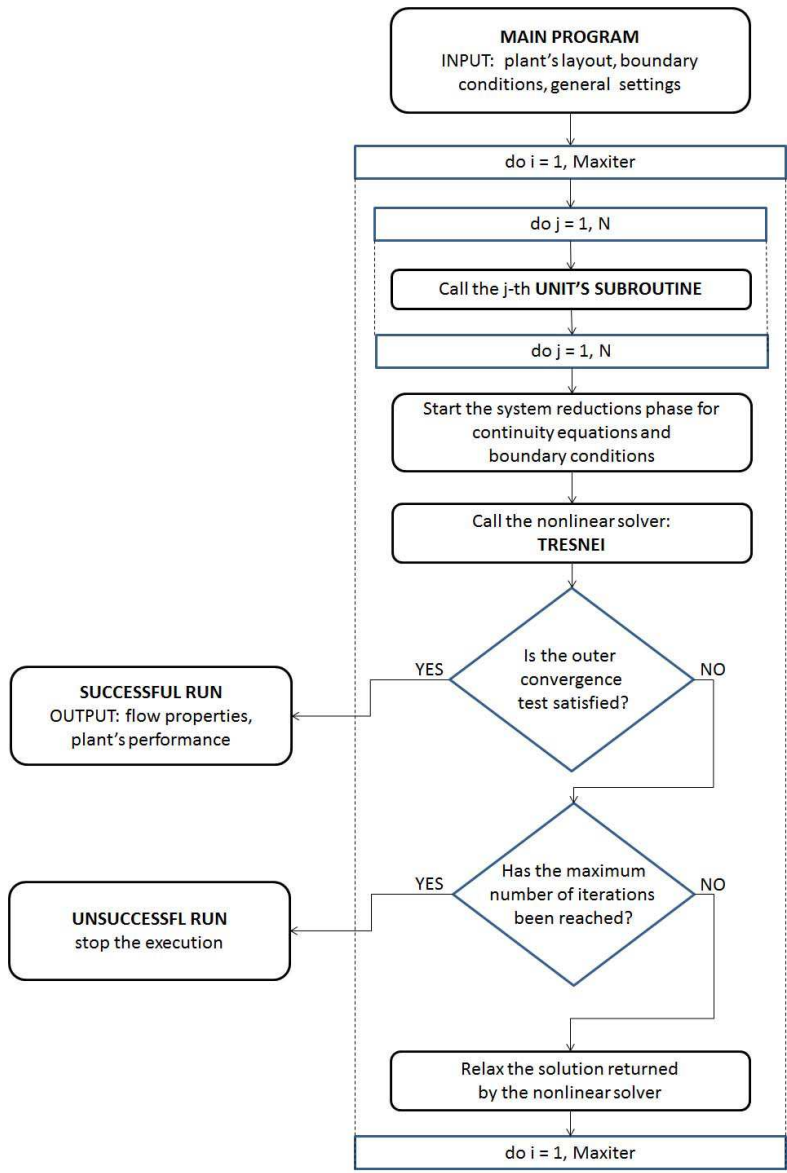 MAIN PROGRAM
INPUT: plant's layout, boundary
conditions, general settings
do i = 1, Maxiter
do j = 1, N
Call the j-th UNIT'S SUBROUTINE
do j = 1, N
Start the system reductions phase for
continuity equations and
boundary conditions
Call the nonlinear solver:
TRESNEI
Is the outer
convergence
test satisfied?
YES
NO
SUCCESSFUL RUN
OUTPUT: flow properties,
plant's performance
Has the maximum
number of iterations
been reached?
YES
NO
UNSUCCESSFL RUN
stop the execution
Relax the solution returned
by the nonlinear solver
do i = 1, Maxiter